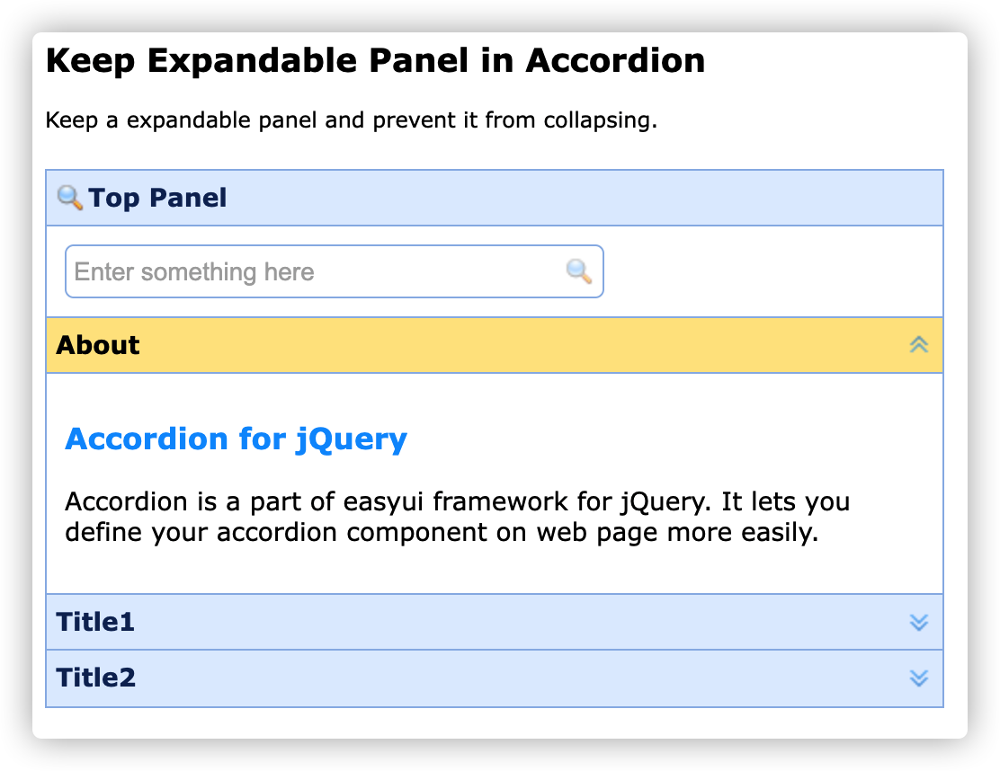 Keep Expandable Panel in Accordion
Keep a expandable panel and prevent it from collapsing.
Top Panel
Enter something here
About
Accordion for jQuery
Accordion is a part of easyui framework for jQuery. It lets you
define your accordion component on web page more easily.
Title1
Title2